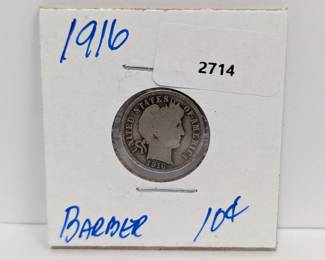 1916
2714
UNITED STATES OF AMERICA
1916
BARBER 10¢